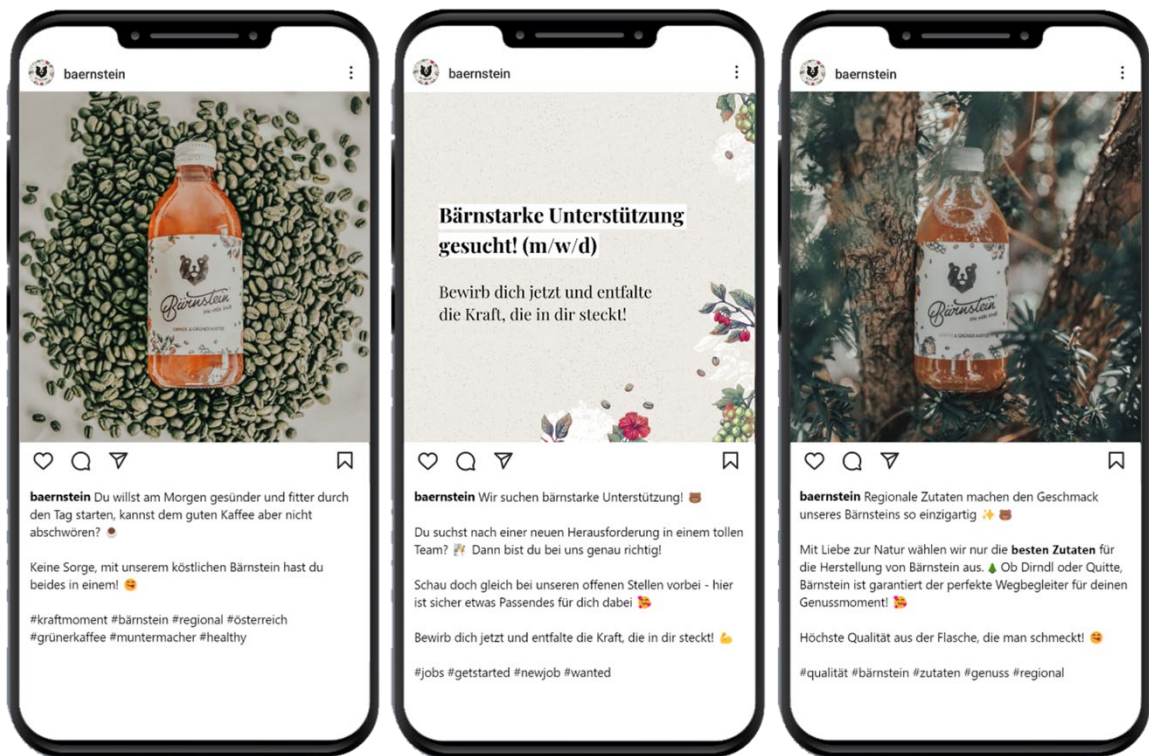 baernstein
Bärnstein
DIRNDL & GRÜNER KAFFEE
baernstein Du willst am Morgen gesünder und fitter durch
den Tag starten, kannst dem guten Kaffee aber nicht
abschwören? ☕
Keine Sorge, mit unserem köstlichen Bärnstein hast du
beides in einem! 😋
#kraftmoment #bärnstein #regional #österreich
#grünerkaffee #muntermacher #healthy
baernstein
Bärnstarke Unterstützung
gesucht! (m/w/d)
Bewirb dich jetzt und entfalte
die Kraft, die in dir steckt!
baernstein Wir suchen bärnstarke Unterstützung! 🐻
Du suchst nach einer neuen Herausforderung in einem tollen
Team? 👯 Dann bist du bei uns genau richtig!
Schau doch gleich bei unseren offenen Stellen vorbei - hier
ist sicher etwas Passendes für dich dabei 🥰
Bewirb dich jetzt und entfalte die Kraft, die in dir steckt! 💪
#jobs #getstarted #newjob #wanted
baernstein
Bärnstein
baernstein Regionale Zutaten machen den Geschmack
unseres Bärnsteins so einzigartig ✨ 🐻
Mit Liebe zur Natur wählen wir nur die besten Zutaten für
die Herstellung von Bärnstein aus. 🌲 Ob Dirndl oder Quitte,
Bärnstein ist garantiert der perfekte Wegbegleiter für deinen
Genussmoment! 🥰
Höchste Qualität aus der Flasche, die man schmeckt! 😋
#qualität #bärnstein #zutaten #genuss #regional